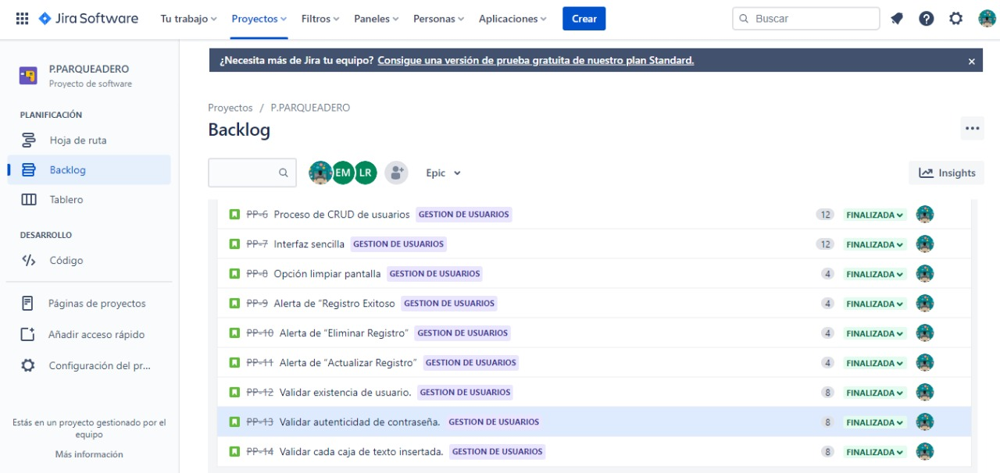 Jira Software Tu trabajo Proyectos Filtros Paneles Personas Aplicaciones Crear Buscar
¿Necesita más de Jira tu equipo? Consigue una versión de prueba gratuita de nuestro plan Standard.
P.PARQUEADERO
Proyecto de software
PLANIFICACIÓN
Hoja de ruta
Backlog
Tablero
DESARROLLO
Código
Páginas de proyectos
Añadir acceso rápido
Configuración del pr...
Estás en un proyecto gestionado por el
equipo
Más información
Proyectos / P.PARQUEADERO
Backlog
EM LR Epic Insights
PP-6 Proceso de CRUD de usuarios GESTION DE USUARIOS 12 FINALIZADA
PP-7 Interfaz sencilla GESTION DE USUARIOS 12 FINALIZADA
PP-8 Opción limpiar pantalla GESTION DE USUARIOS 4 FINALIZADA
PP-9 Alerta de "Registro Exitoso GESTION DE USUARIOS 4 FINALIZADA
PP-10 Alerta de "Eliminar Registro" GESTION DE USUARIOS 4 FINALIZADA
PP-11 Alerta de "Actualizar Registro" GESTION DE USUARIOS 4 FINALIZADA
PP-12 Validar existencia de usuario. GESTION DE USUARIOS 8 FINALIZADA
PP-13 Validar autenticidad de contraseña. GESTION DE USUARIOS 8 FINALIZADA
PP-14 Validar cada caja de texto insertada. GESTION DE USUARIOS 8 FINALIZADA